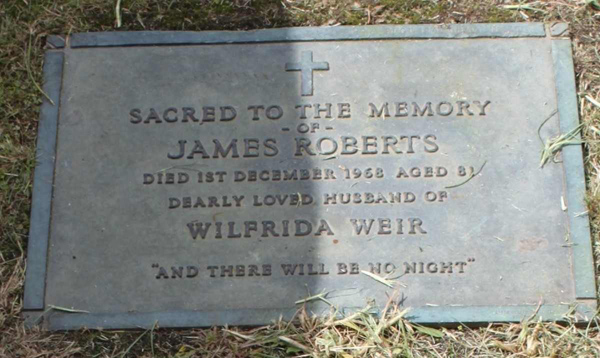 SACRED TO THE MEMORY
- OF -
JAMES ROBERTS
DIED 1ST DECEMBER 1968 AGED 81
DEARLY LOVED HUSBAND OF
WILFRIDA WEIR
"AND THERE WILL BE NO NIGHT"